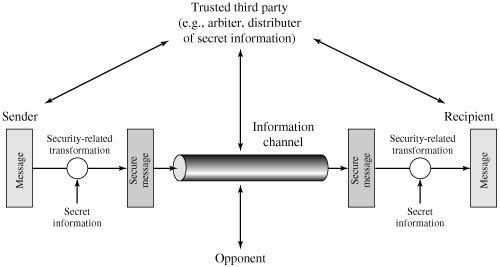 Trusted third party
(e.g., arbiter, distributer
of secret information)
Sender
Recipient
Information
channel
Security-related
transformation
Security-related
transformation
Message
Secure
message
Secure
message
Message
Secret
information
Secret
information
Opponent